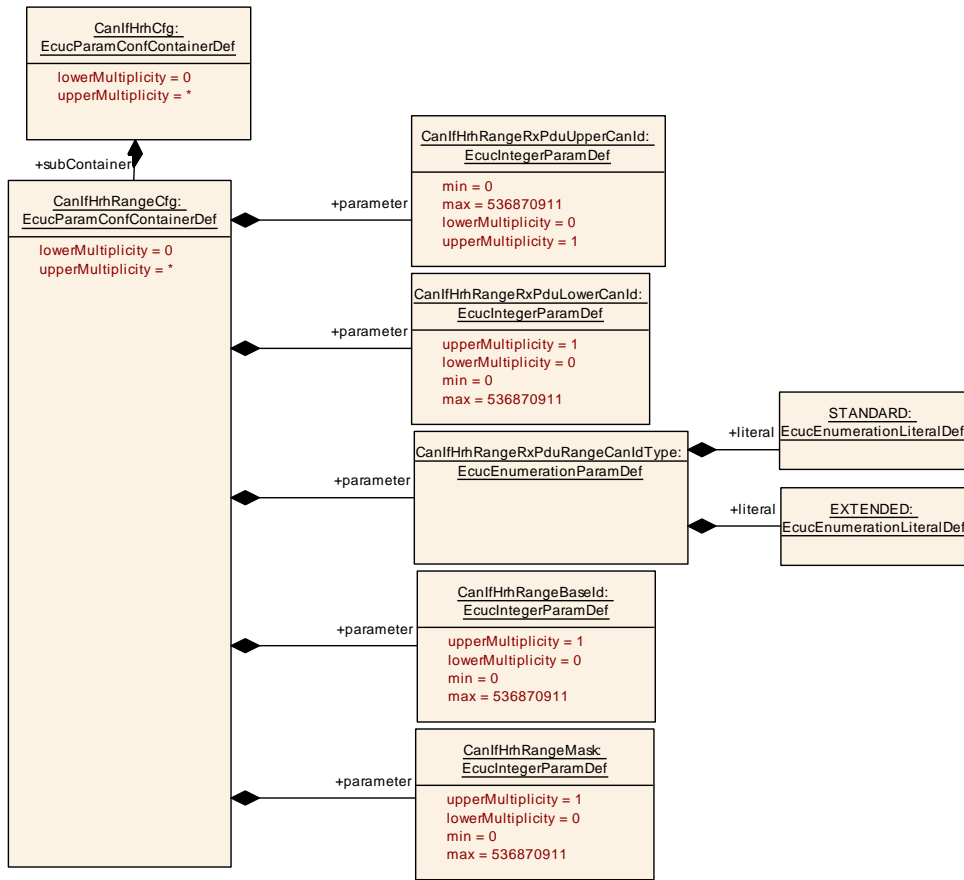 CanIfHrhCfg:
EcucParamConfContainerDef
lowerMultiplicity = 0
upperMultiplicity = *
+subContainer
CanIfHrhRangeCfg:
EcucParamConfContainerDef
lowerMultiplicity = 0
upperMultiplicity = *
+parameter
CanIfHrhRangeRxPduUpperCanId:
EcucIntegerParamDef
min = 0
max = 536870911
lowerMultiplicity = 0
upperMultiplicity = 1
+parameter
CanIfHrhRangeRxPduLowerCanId:
EcucIntegerParamDef
upperMultiplicity = 1
lowerMultiplicity = 0
min = 0
max = 536870911
+parameter
CanIfHrhRangeRxPduRangeCanIdType:
EcucEnumerationParamDef
+literal
STANDARD:
EcucEnumerationLiteralDef
+literal
EXTENDED:
EcucEnumerationLiteralDef
+parameter
CanIfHrhRangeBaseId:
EcucIntegerParamDef
upperMultiplicity = 1
lowerMultiplicity = 0
min = 0
max = 536870911
+parameter
CanIfHrhRangeMask:
EcucIntegerParamDef
upperMultiplicity = 1
lowerMultiplicity = 0
min = 0
max = 536870911